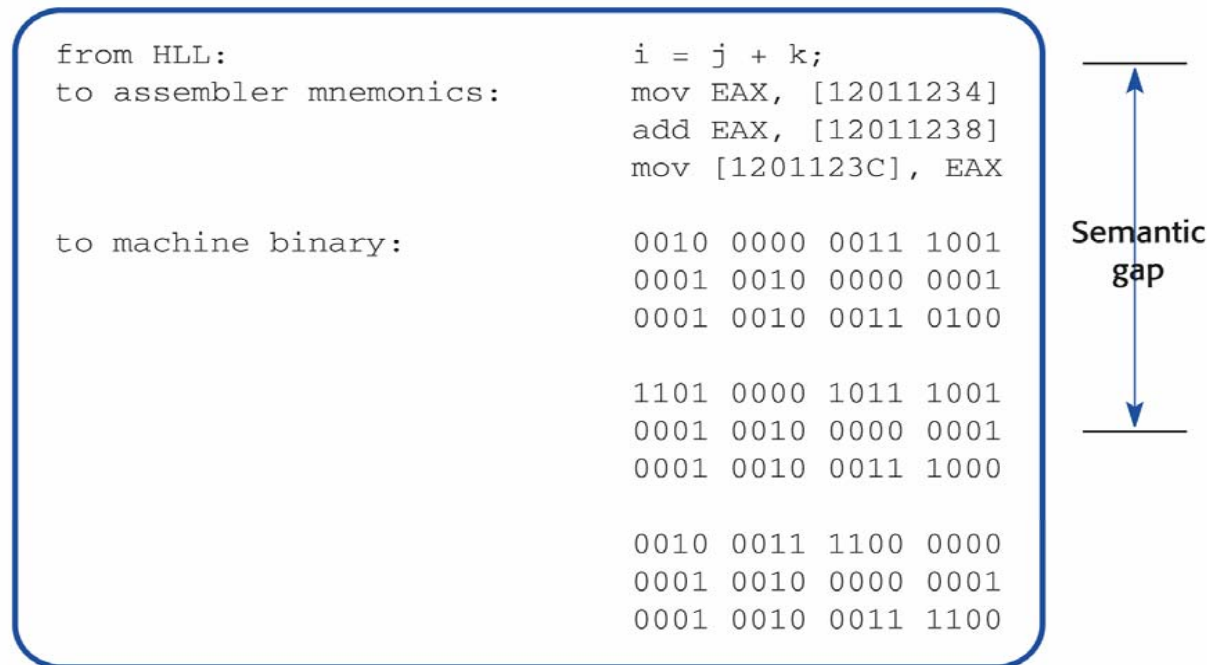 from HLL: i = j + k;
to assembler mnemonics: mov EAX, [12011234]
add EAX, [12011238]
mov [1201123C], EAX
to machine binary: 0010 0000 0011 1001
0001 0010 0000 0001
0001 0010 0011 0100
1101 0000 1011 1001
0001 0010 0000 0001
0001 0010 0011 1000
0010 0011 1100 0000
0001 0010 0000 0001
0001 0010 0011 1100
Semantic
gap